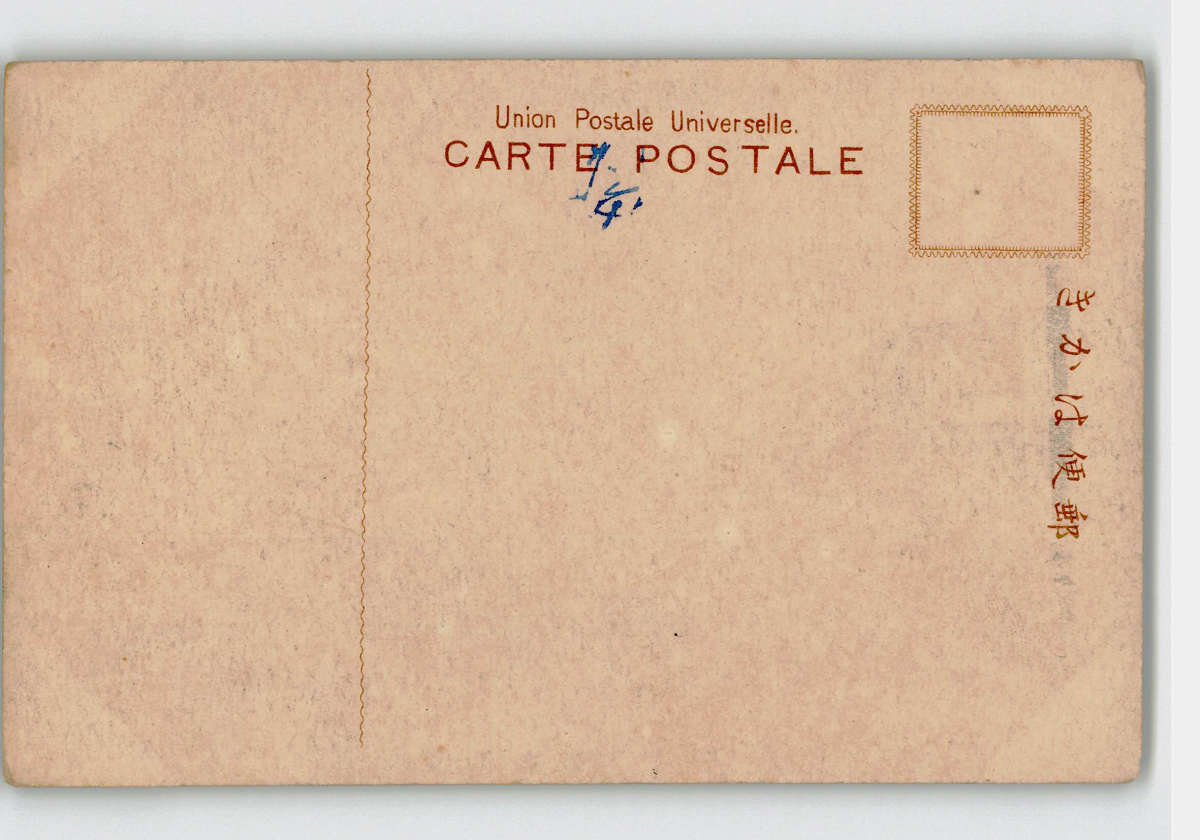 Union Postale Universelle.
CARTE POSTALE
きかは便郵